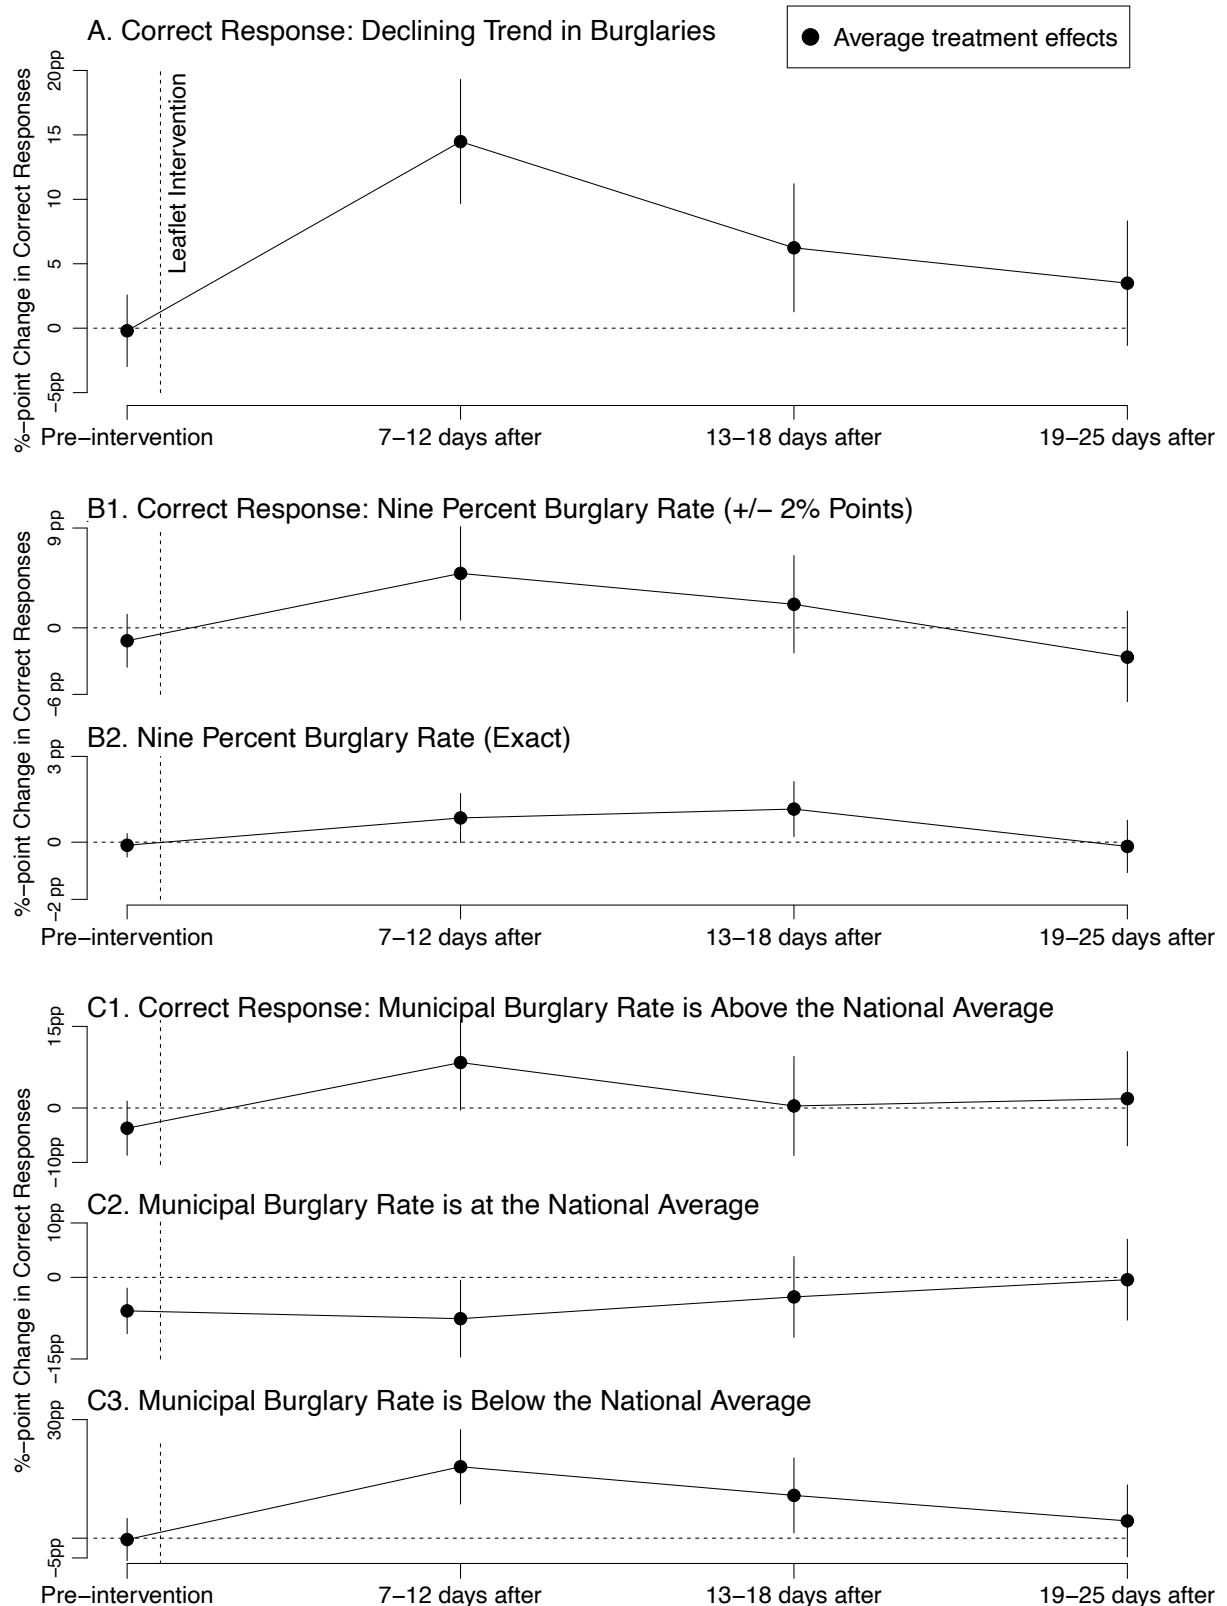 A. Correct Response: Declining Trend in Burglaries
● Average treatment effects
%−point Change in Correct Responses
20pp
15
10
5
0
−5pp
Leaflet Intervention
Pre−intervention
7−12 days after
13−18 days after
19−25 days after
B1. Correct Response: Nine Percent Burglary Rate (+/− 2% Points)
%−point Change in Correct Responses
9 pp
0
−6 pp
B2. Nine Percent Burglary Rate (Exact)
3 pp
0
−2 pp
Pre−intervention
7−12 days after
13−18 days after
19−25 days after
C1. Correct Response: Municipal Burglary Rate is Above the National Average
%−point Change in Correct Responses
15pp
0
−10pp
C2. Municipal Burglary Rate is at the National Average
10pp
0
−15pp
C3. Municipal Burglary Rate is Below the National Average
30pp
−5pp
Pre−intervention
7−12 days after
13−18 days after
19−25 days after